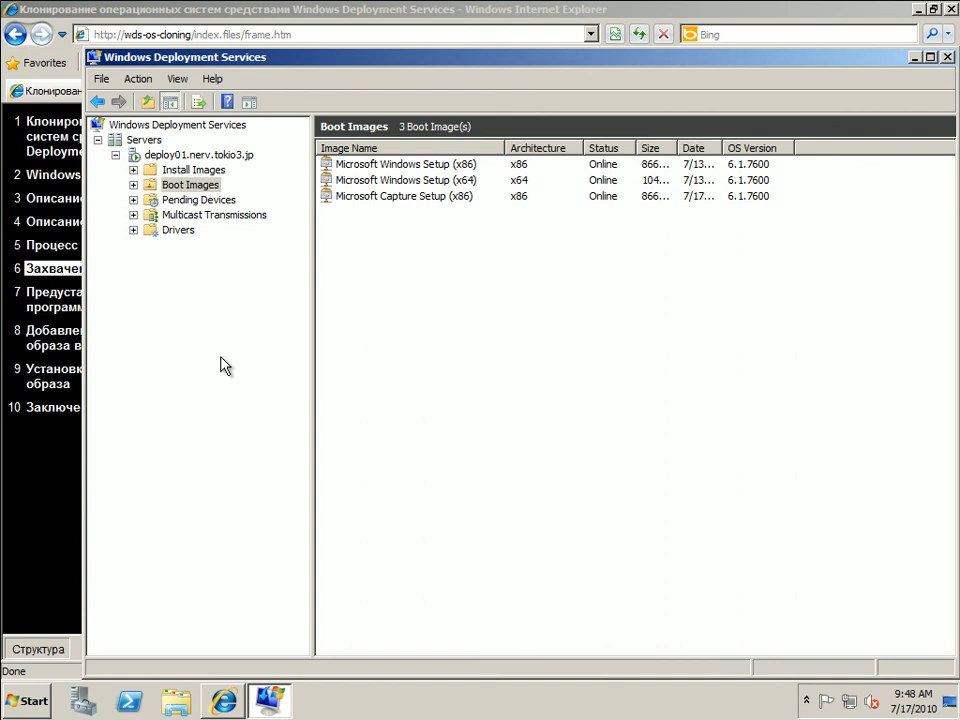 Клонирование операционных систем средствами Windows Deployment Services - Windows Internet Explorer
http://wds-os-cloning/index.files/frame.htm
Bing
Favorites
Клонирован
Windows Deployment Services
File Action View Help
Windows Deployment Services
Servers
deploy01.nerv.tokio3.jp
Install Images
Boot Images
Pending Devices
Multicast Transmissions
Drivers
Boot Images 3 Boot Image(s)
Image Name Architecture Status Size Date OS Version
Microsoft Windows Setup (x86) x86 Online 866... 7/13... 6.1.7600
Microsoft Windows Setup (x64) x64 Online 104... 7/13... 6.1.7600
Microsoft Capture Setup (x86) x86 Online 866... 7/17... 6.1.7600
1 Клониро
систем ср
Deployme
2 Windows
3 Описани
4 Описани
5 Процесс
6 Захваче
7 Предуста
програм
8 Добавле
образа в
9 Установк
образа
10 Заключе
Структура
Done
Start
9:48 AM
7/17/2010